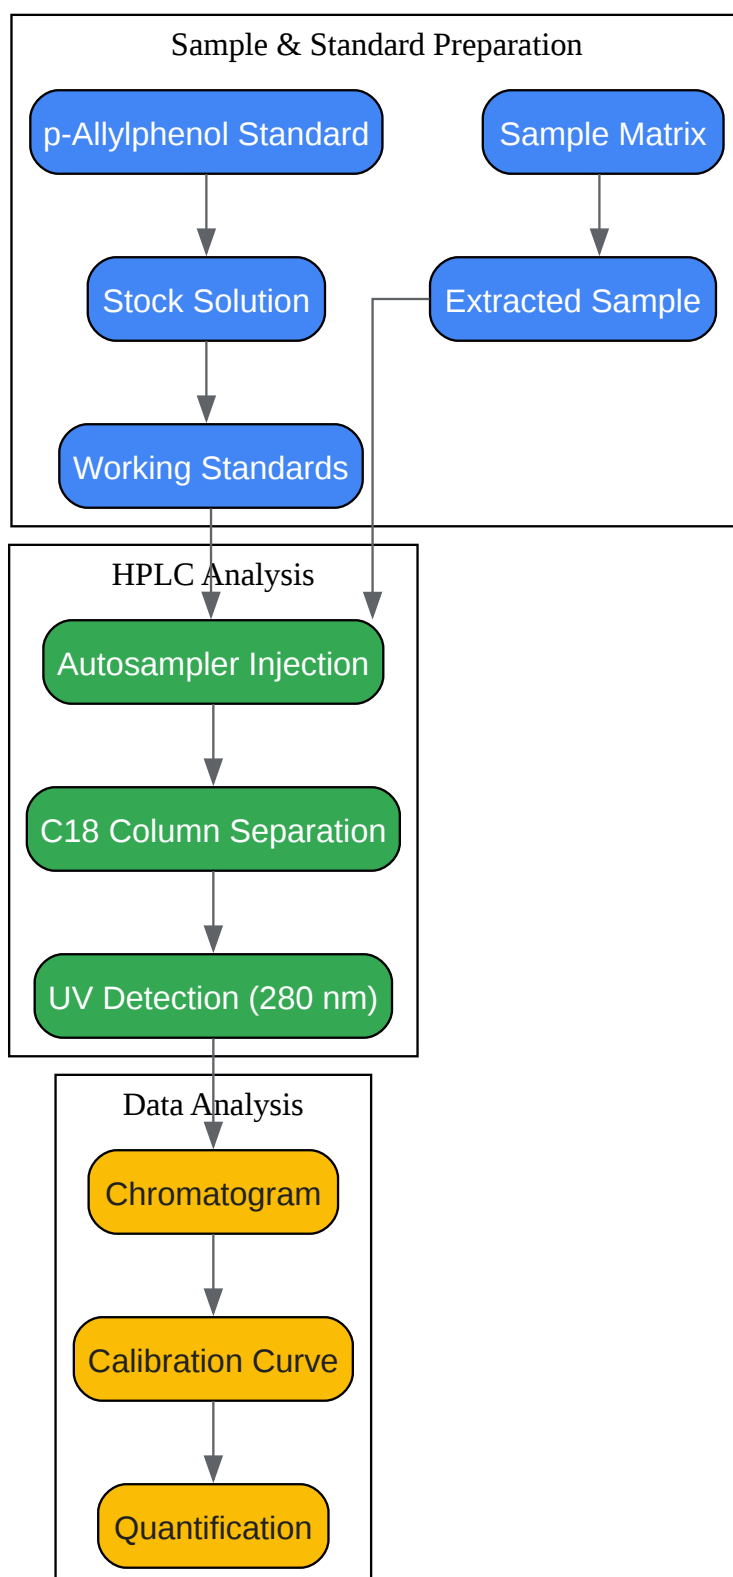 Sample & Standard Preparation
p-Allylphenol Standard
Sample Matrix
Stock Solution
Extracted Sample
Working Standards
HPLC Analysis
Autosampler Injection
C18 Column Separation
UV Detection (280 nm)
Data Analysis
Chromatogram
Calibration Curve
Quantification